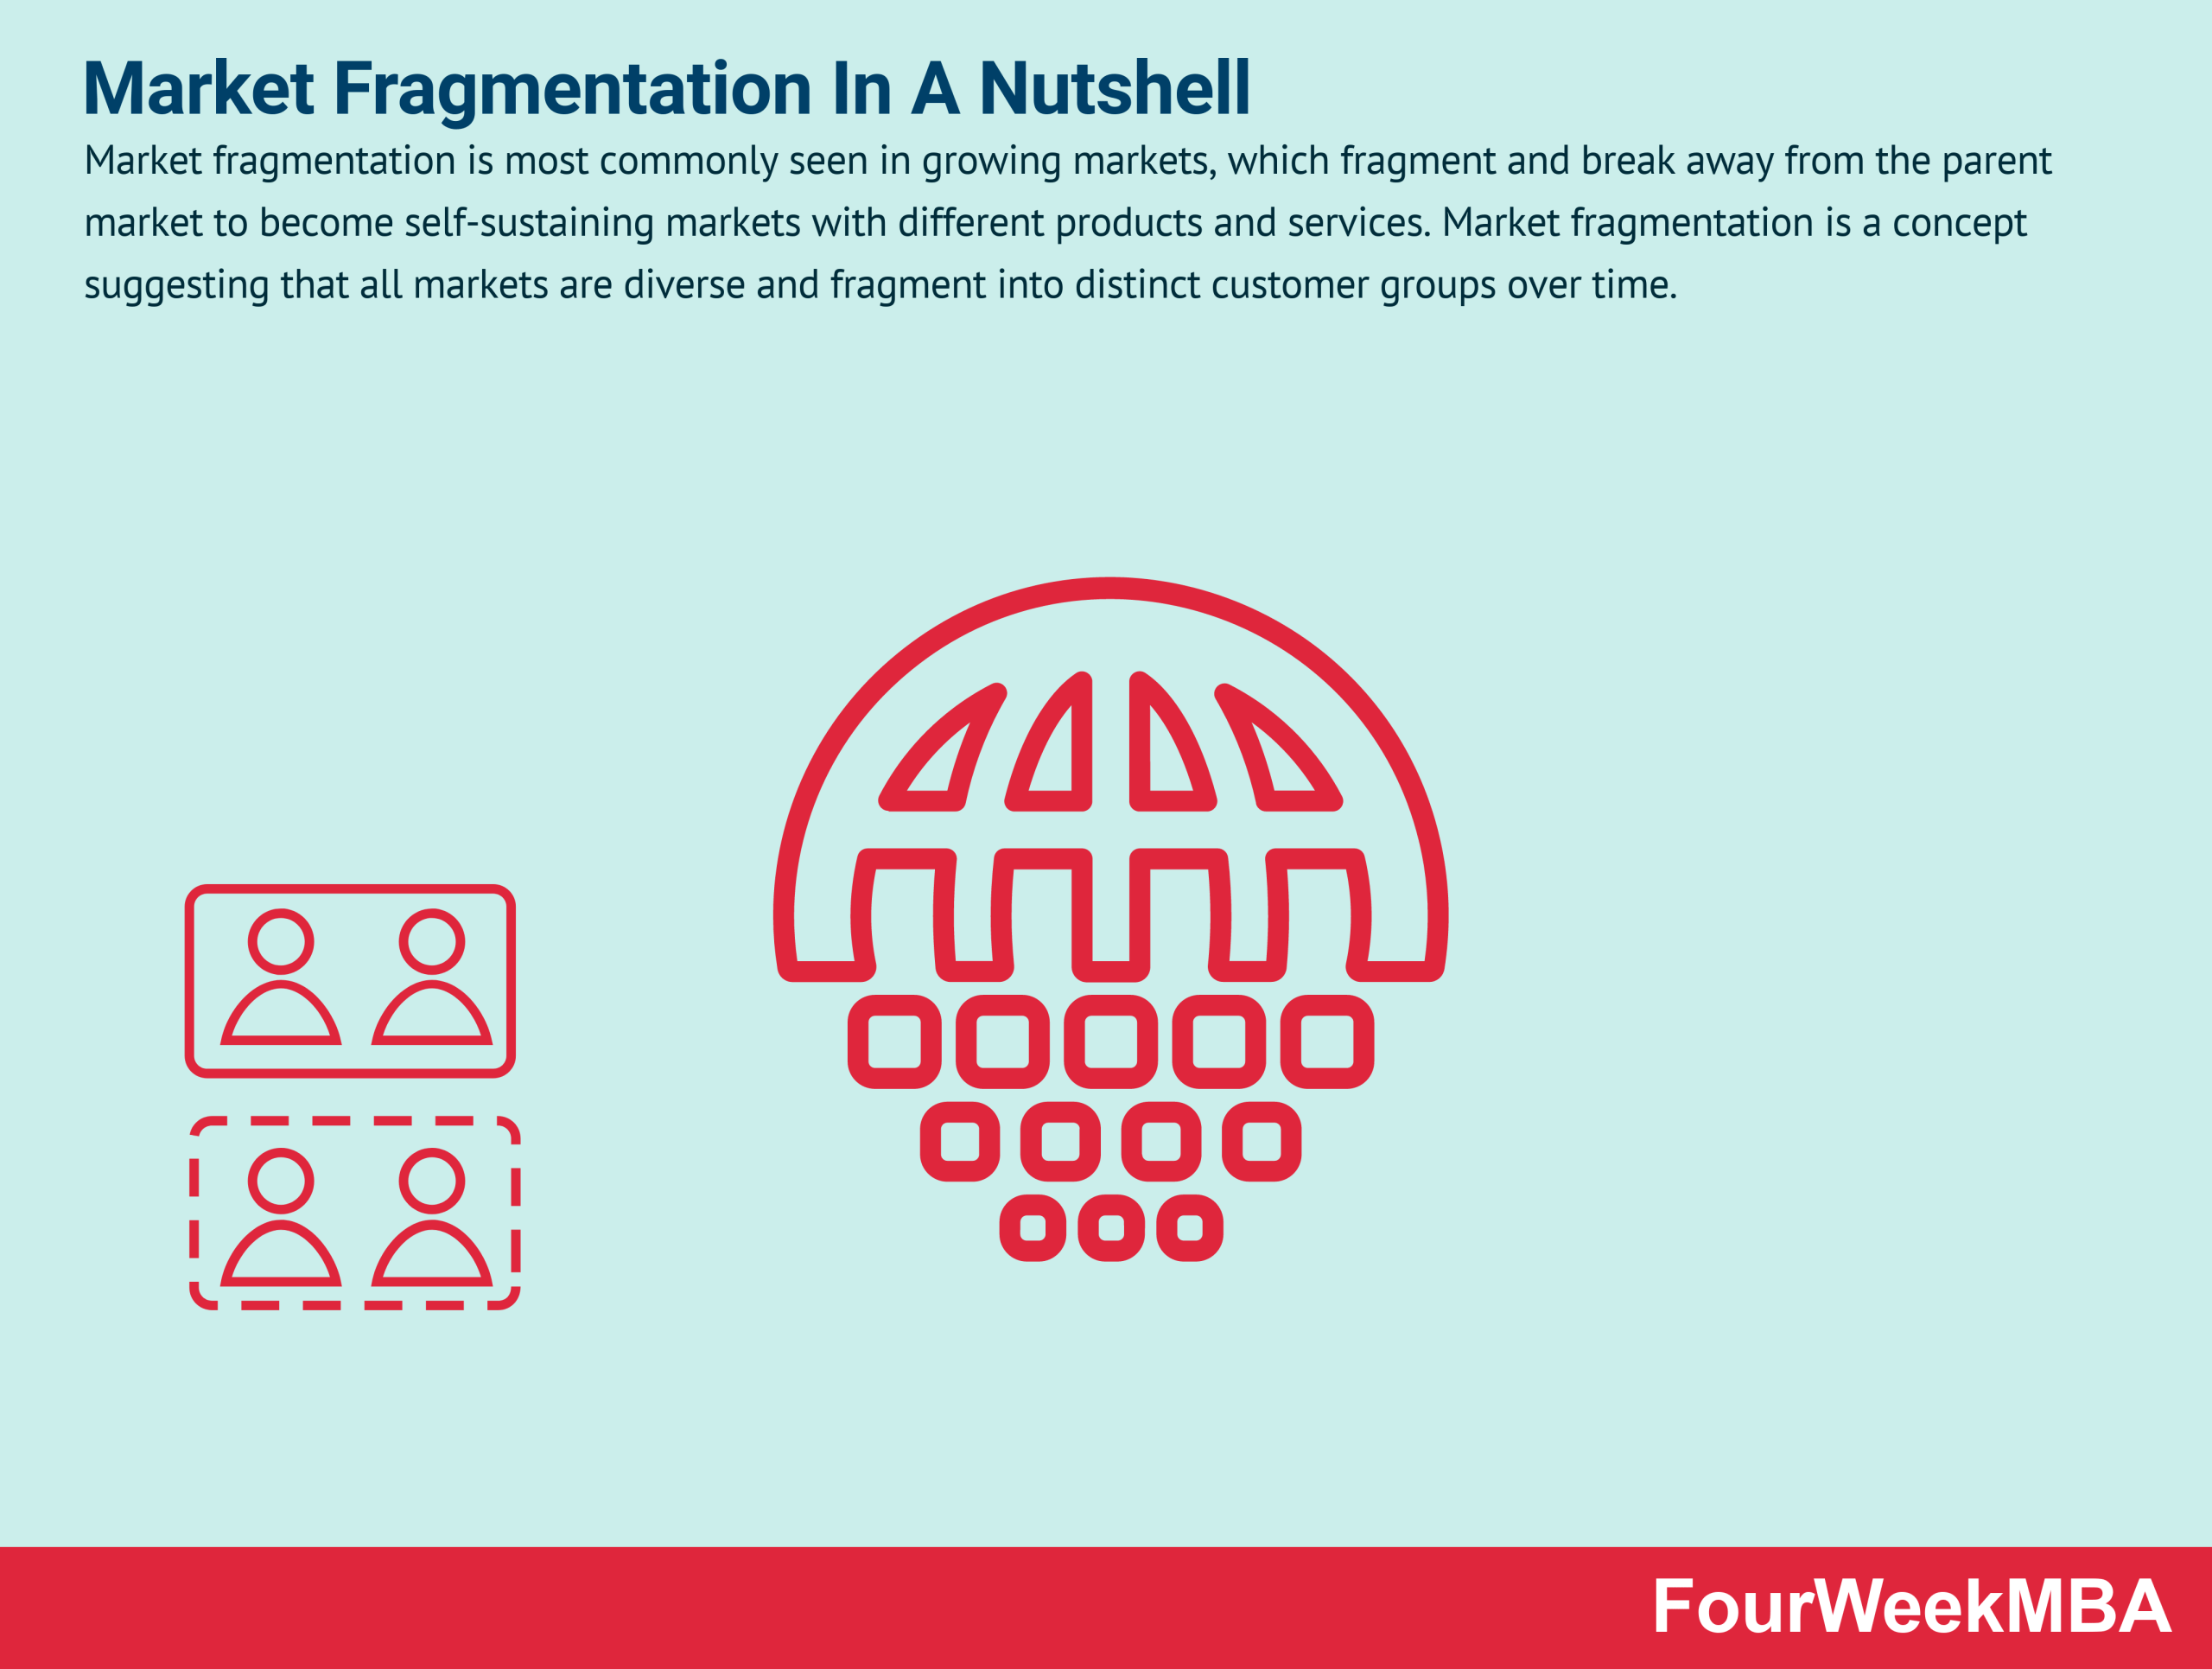 Market Fragmentation In A Nutshell
Market fragmentation is most commonly seen in growing markets, which fragment and break away from the parent
market to become self-sustaining markets with different products and services. Market fragmentation is a concept
suggesting that all markets are diverse and fragment into distinct customer groups over time.
FourWeekMBA